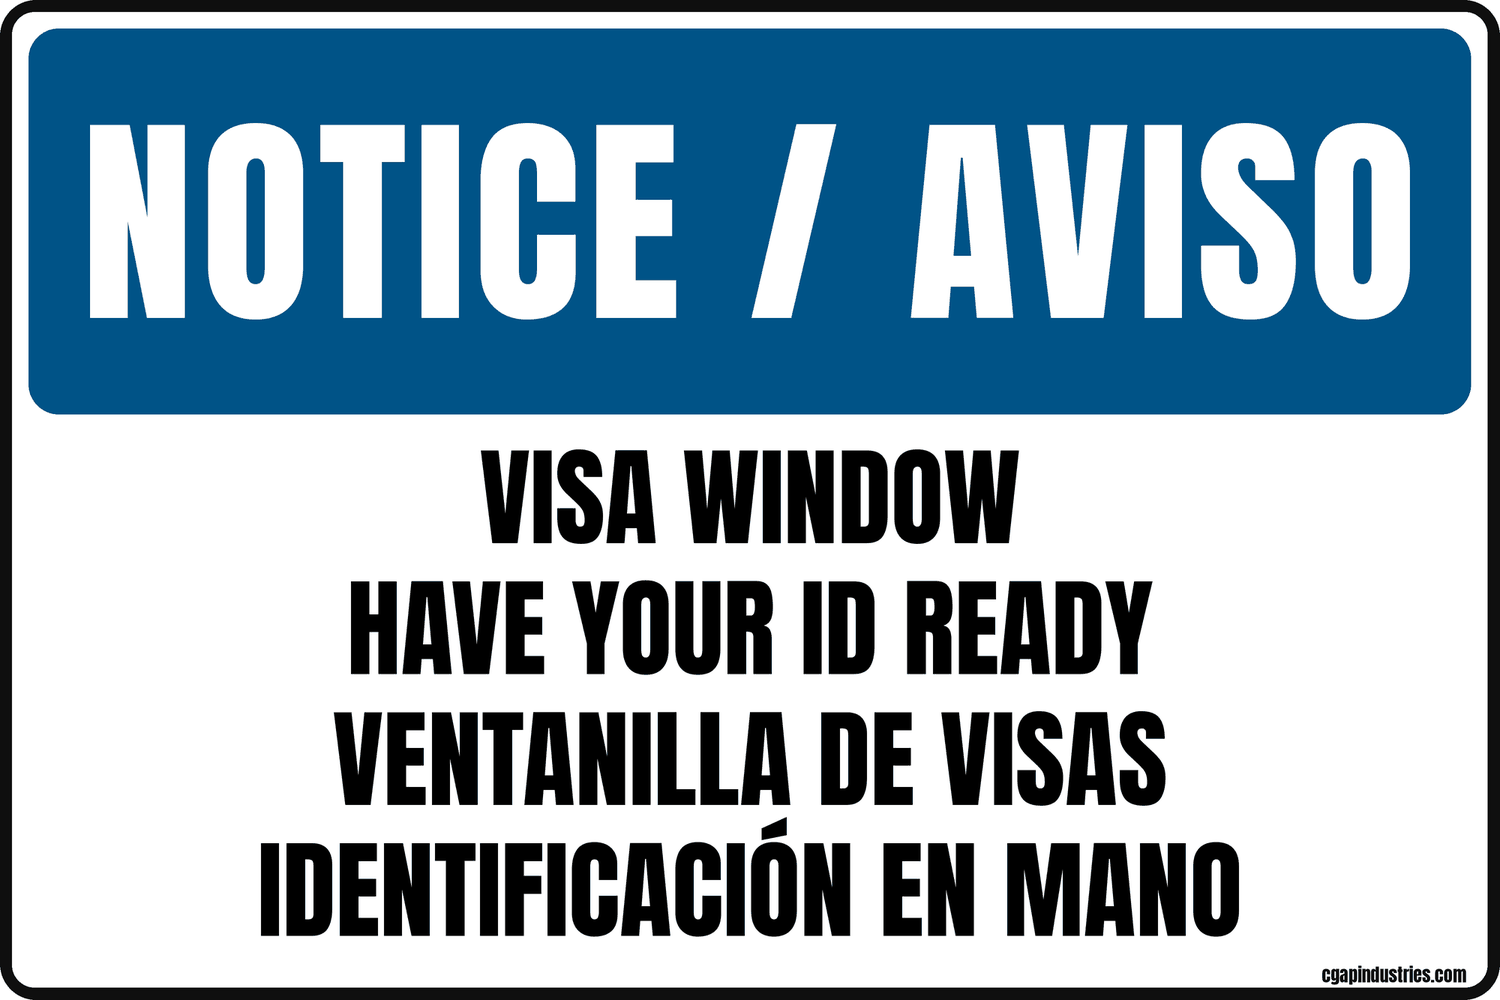 NOTICE / AVISO
VISA WINDOW
HAVE YOUR ID READY
VENTANILLA DE VISAS
IDENTIFICACIÓN EN MANO
cgapindustries.com